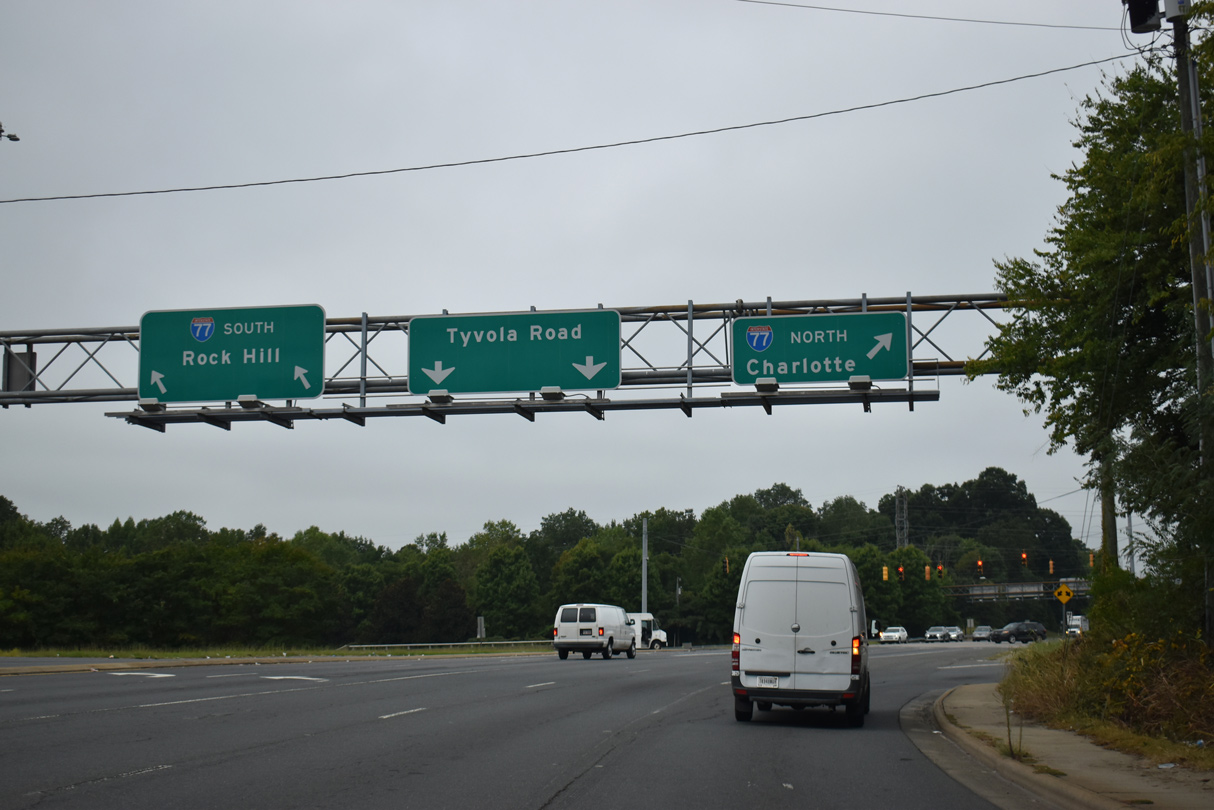 77 SOUTH
Rock Hill
Tyvola Road
77 NORTH
Charlotte